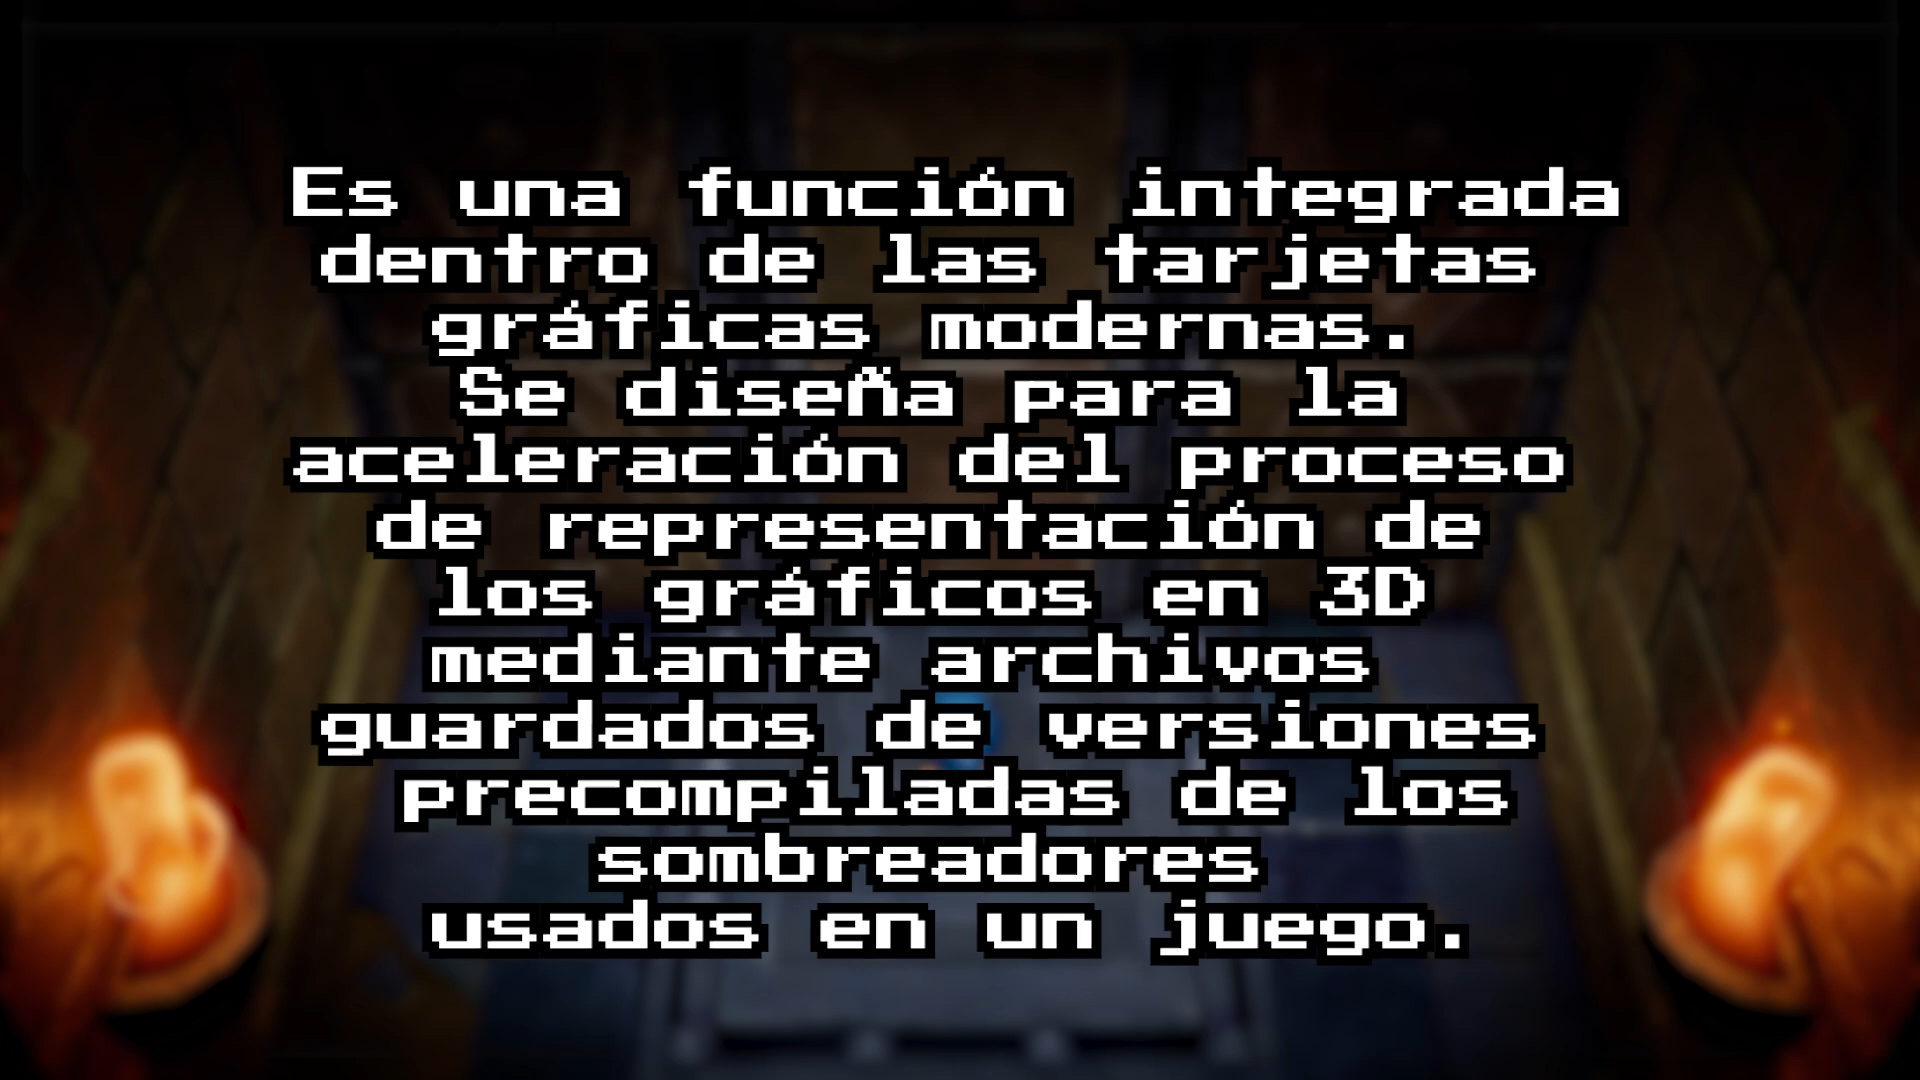 Es una función integrada
dentro de las tarjetas
gráficas modernas.
Se diseña para la
aceleración del proceso
de representación de
los gráficos en 3D
mediante archivos
guardados de versiones
precompiladas de los
sombreadores
usados en un juego.